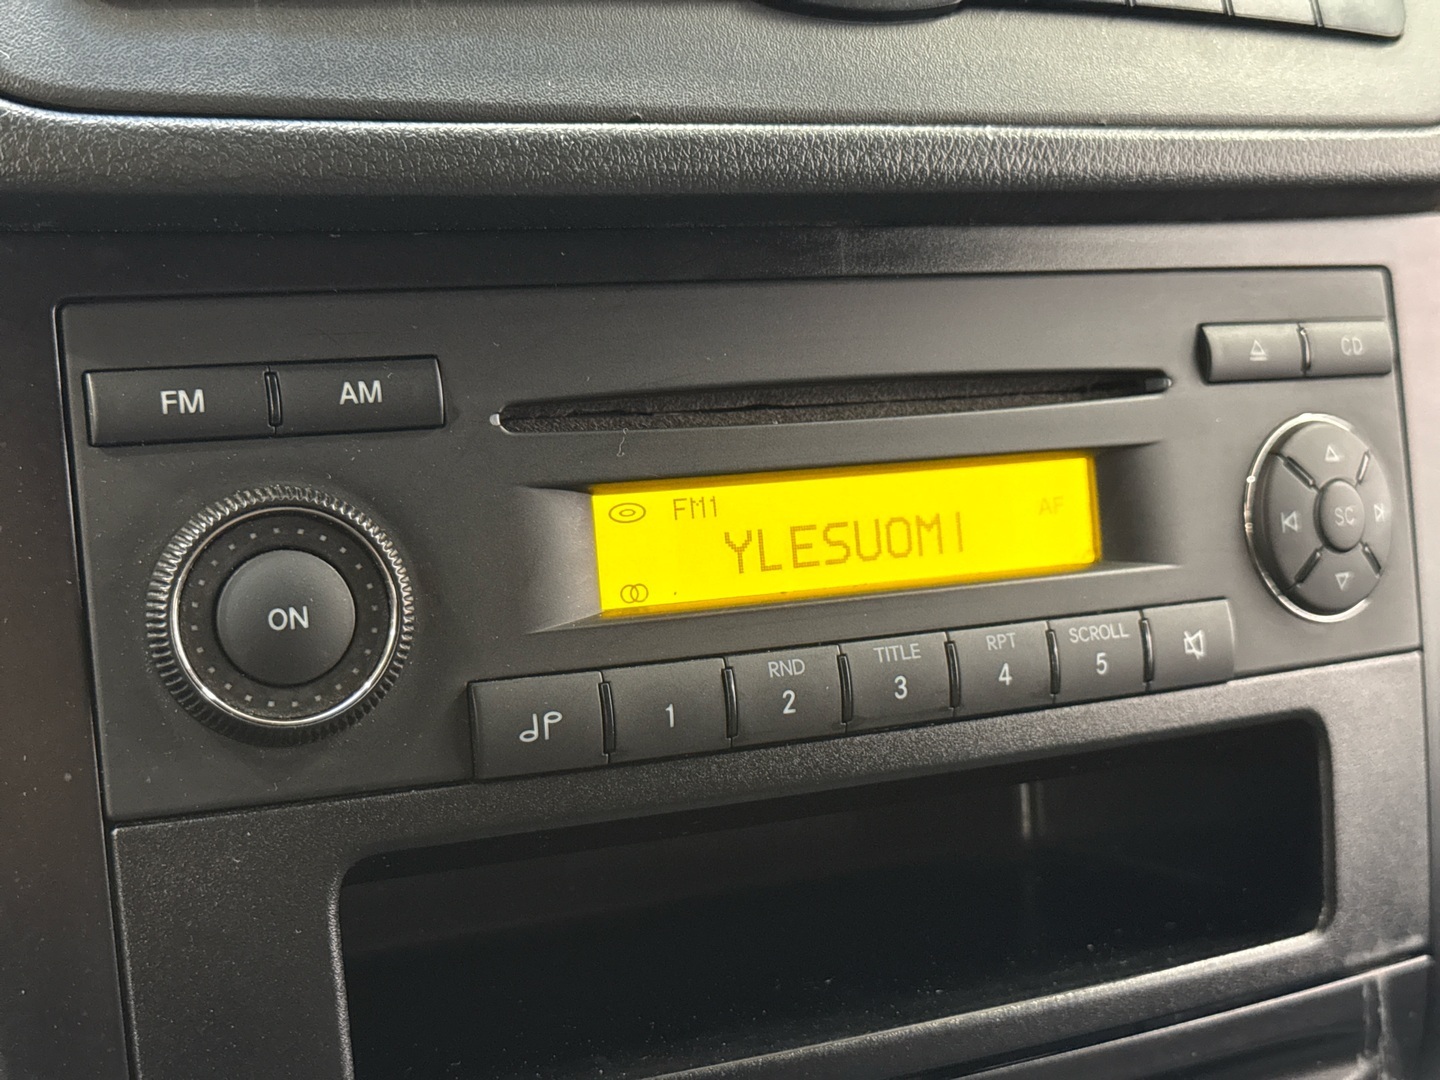 FM AM
CD
FM1 AF
YLESUOMI
SC
ON
RND TITLE RPT SCROLL
1 2 3 4 5